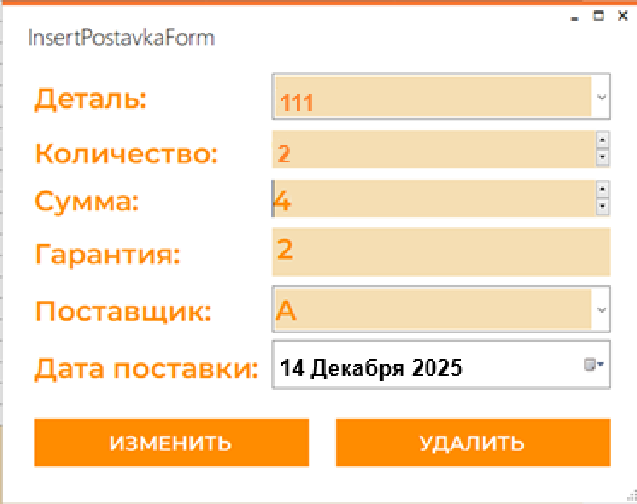 InsertPostavkaForm
Деталь: 111
Количество: 2
Сумма: 4
Гарантия: 2
Поставщик: А
Дата поставки: 14 Декабря 2025
ИЗМЕНИТЬ УДАЛИТЬ